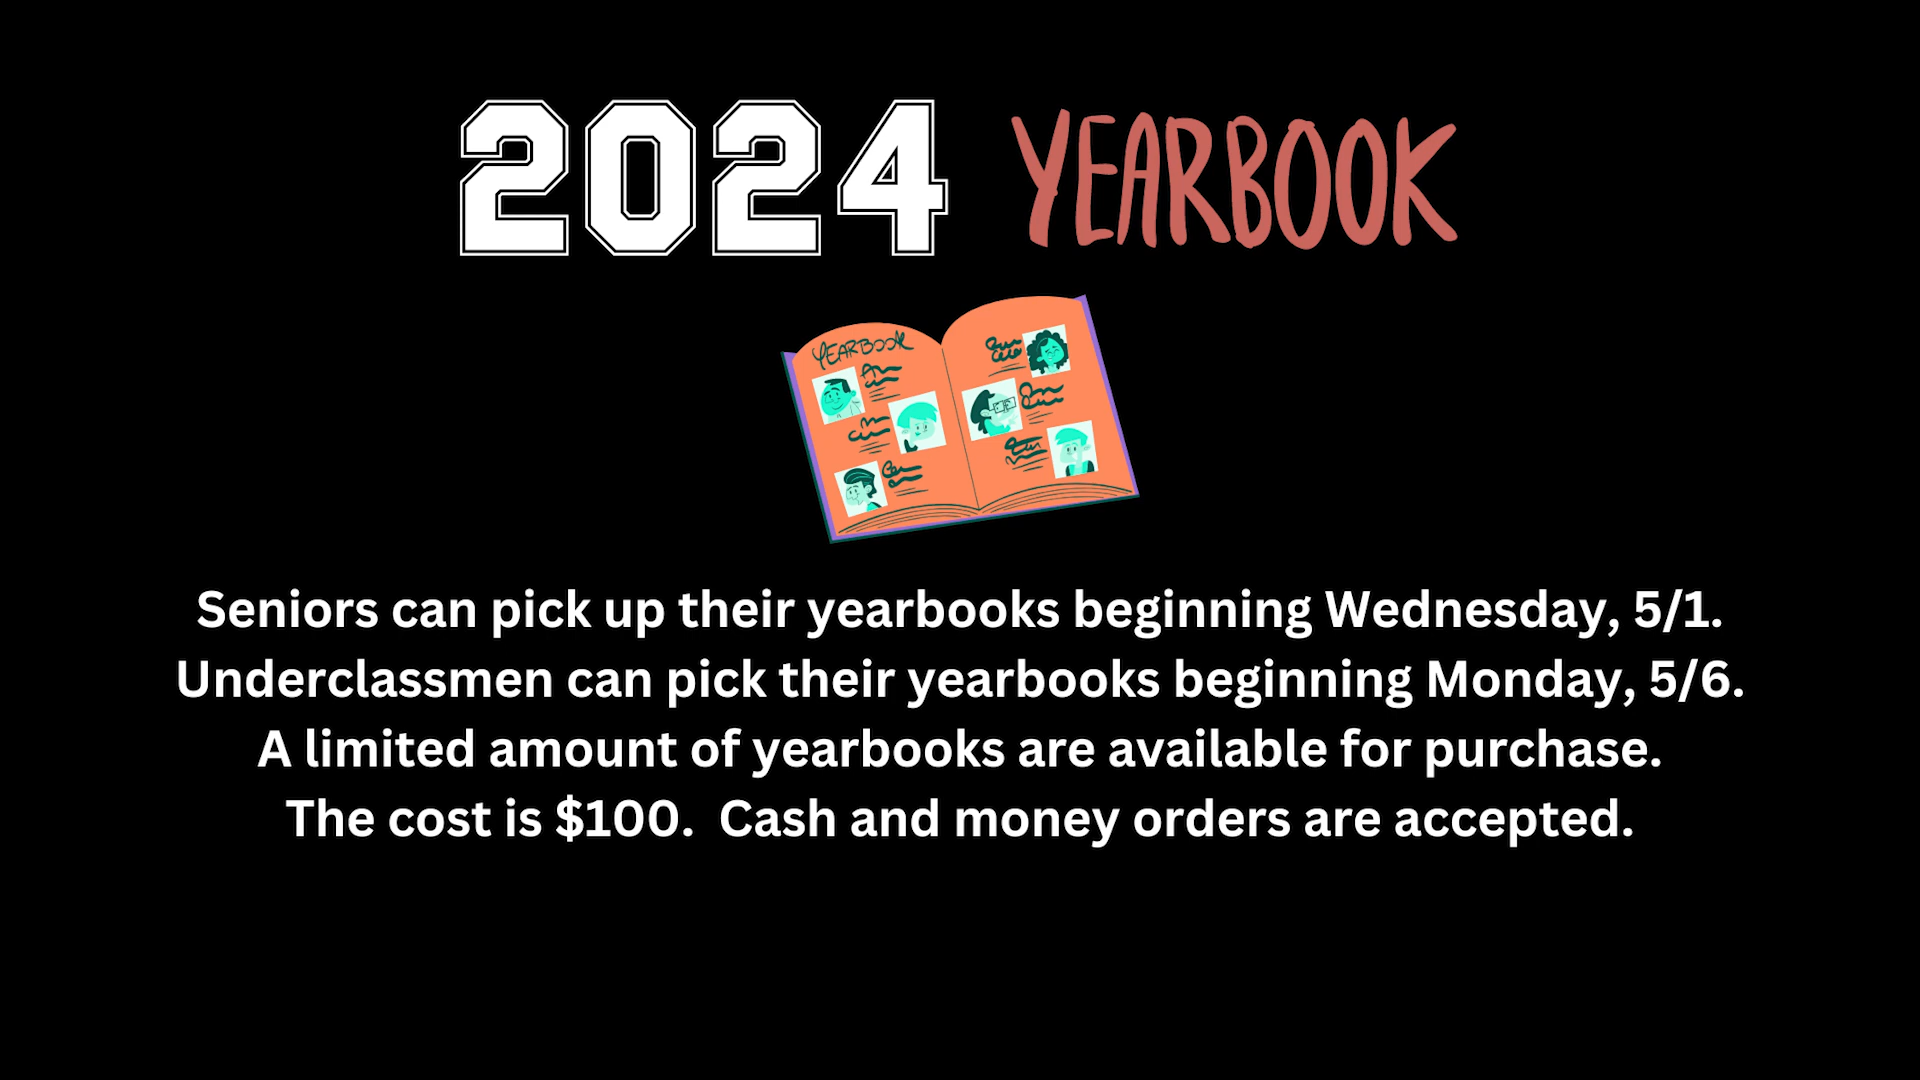 2024 YEARBOOK
YEARBOOK
Seniors can pick up their yearbooks beginning Wednesday, 5/1.
Underclassmen can pick their yearbooks beginning Monday, 5/6.
A limited amount of yearbooks are available for purchase.
The cost is $100.  Cash and money orders are accepted.